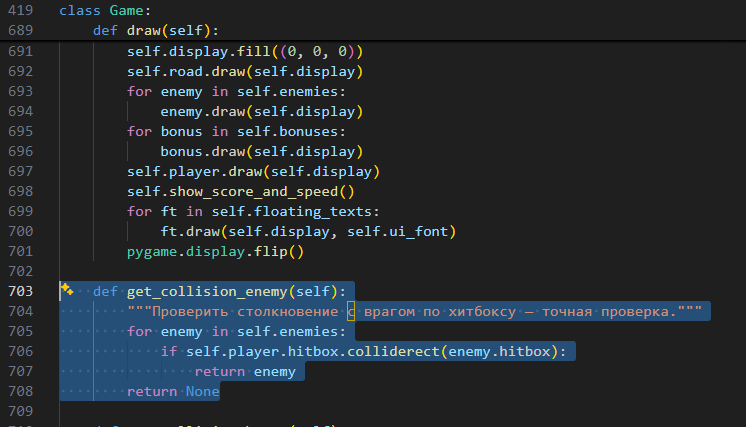 419 class Game:
689 def draw(self):
691 self.display.fill((0, 0, 0))
692 self.road.draw(self.display)
693 for enemy in self.enemies:
694 enemy.draw(self.display)
695 for bonus in self.bonuses:
696 bonus.draw(self.display)
697 self.player.draw(self.display)
698 self.show_score_and_speed()
699 for ft in self.floating_texts:
700 ft.draw(self.display, self.ui_font)
701 pygame.display.flip()
702
703 def get_collision_enemy(self):
704 """Проверить столкновение с врагом по хитбоксу — точная проверка."""
705 for enemy in self.enemies:
706 if self.player.hitbox.colliderect(enemy.hitbox):
707 return enemy
708 return None
709